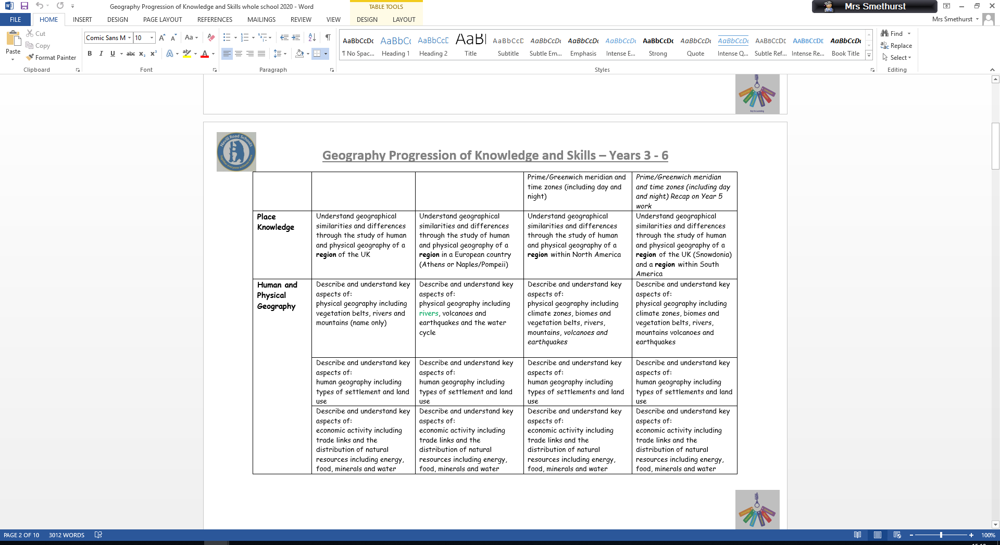 Geography Progression of Knowledge and Skills whole school 2020 - Word
TABLE TOOLS
Mrs Smethurst
FILE HOME INSERT DESIGN PAGE LAYOUT REFERENCES MAILINGS REVIEW VIEW DESIGN LAYOUT
Mrs Smethurst
Paste
Cut
Copy
Format Painter
Clipboard
Comic Sans M 10
Font
Paragraph
AaBbCcDc AaBbCc AaBbCcD AaBl AaBbCcD AaBbCcDc AaBbCcDc AaBbCcDc AaBbCcDc AaBbCcDc AaBbCcDc AABBCCDE AABBCCDE AaBbCcDc
¶ No Spac... Heading 1 Heading 2 Title Subtitle Subtle Em... Emphasis Intense E... Strong Quote Intense Q... Subtle Ref... Intense Re... Book Title
Styles
Find
Replace
Select
Editing
Key to Learning
Nevill Road Schools
Geography Progression of Knowledge and Skills – Years 3 - 6
Prime/Greenwich meridian and
time zones (including day and
night)
Prime/Greenwich meridian
and time zones (including day
and night) Recap on Year 5
work
Place
Knowledge
Understand geographical
similarities and differences
through the study of human
and physical geography of a
region of the UK
Understand geographical
similarities and differences
through the study of human
and physical geography of a
region in a European country
(Athens or Naples/Pompeii)
Understand geographical
similarities and differences
through the study of human
and physical geography of a
region within North America
Understand geographical
similarities and differences
through the study of human
and physical geography of a
region of the UK (Snowdonia)
and a region within South
America
Human and
Physical
Geography
Describe and understand key
aspects of:
physical geography including
vegetation belts, rivers and
mountains (name only)
Describe and understand key
aspects of:
physical geography including
rivers, volcanoes and
earthquakes and the water
cycle
Describe and understand key
aspects of:
physical geography including
climate zones, biomes and
vegetation belts, rivers,
mountains, volcanoes and
earthquakes
Describe and understand key
aspects of:
physical geography including
climate zones, biomes and
vegetation belts, rivers,
mountains volcanoes and
earthquakes
Describe and understand key
aspects of:
human geography including
types of settlement and land
use
Describe and understand key
aspects of:
human geography including
types of settlement and land
use
Describe and understand key
aspects of:
human geography including
types of settlements and land
use
Describe and understand key
aspects of:
human geography including
types of settlements and land
use
Describe and understand key
aspects of:
economic activity including
trade links and the
distribution of natural
resources including energy,
food, minerals and water
Describe and understand key
aspects of:
economic activity including
trade links and the
distribution of natural
resources including energy,
food, minerals and water
Describe and understand key
aspects of:
economic activity including
trade links and the
distribution of natural
resources including energy,
food, minerals and water
Describe and understand key
aspects of:
economic activity including
trade links and the
distribution of natural
resources including energy,
food, minerals and water
PAGE 2 OF 10 3012 WORDS
100%